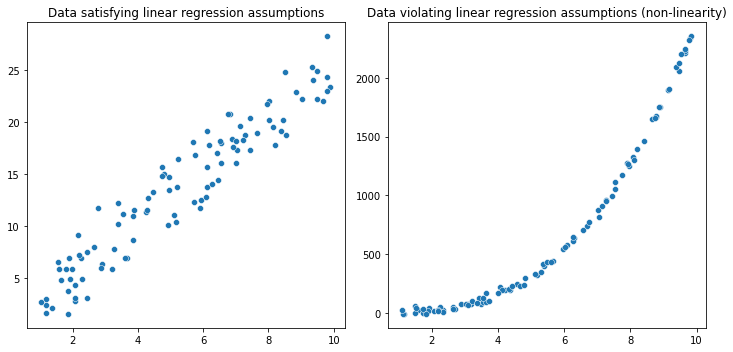 Data satisfying linear regression assumptions
Data violating linear regression assumptions (non-linearity)
25
20
15
10
5
2 4 6 8 10
2000
1500
1000
500
0
2 4 6 8 10